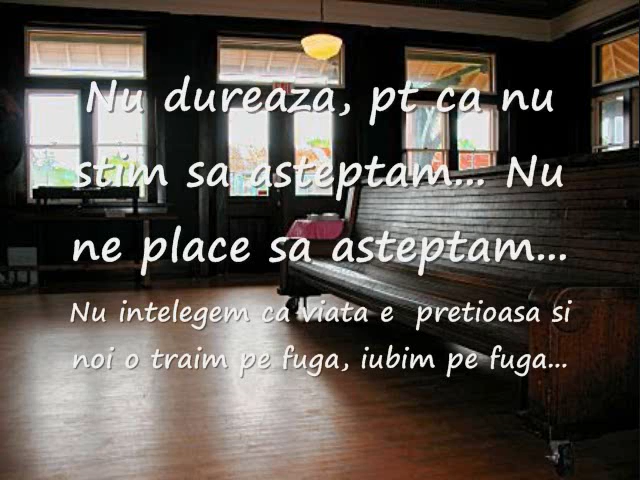 Nu dureaza, pt ca nu
stim sa asteptam... Nu
ne place sa asteptam...
Nu intelegem ca viata e pretioasa si
noi o traim pe fuga, iubim pe fuga...